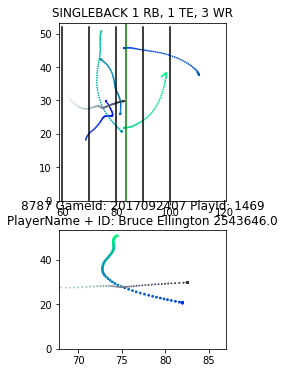 SINGLEBACK 1 RB, 1 TE, 3 WR
50
40
30
20
10
0
60 80 100 120
8787 GameId: 2017092407 PlayId: 1469
PlayerName + ID: Bruce Ellington 2543646.0
40
20
0
70 75 80 85